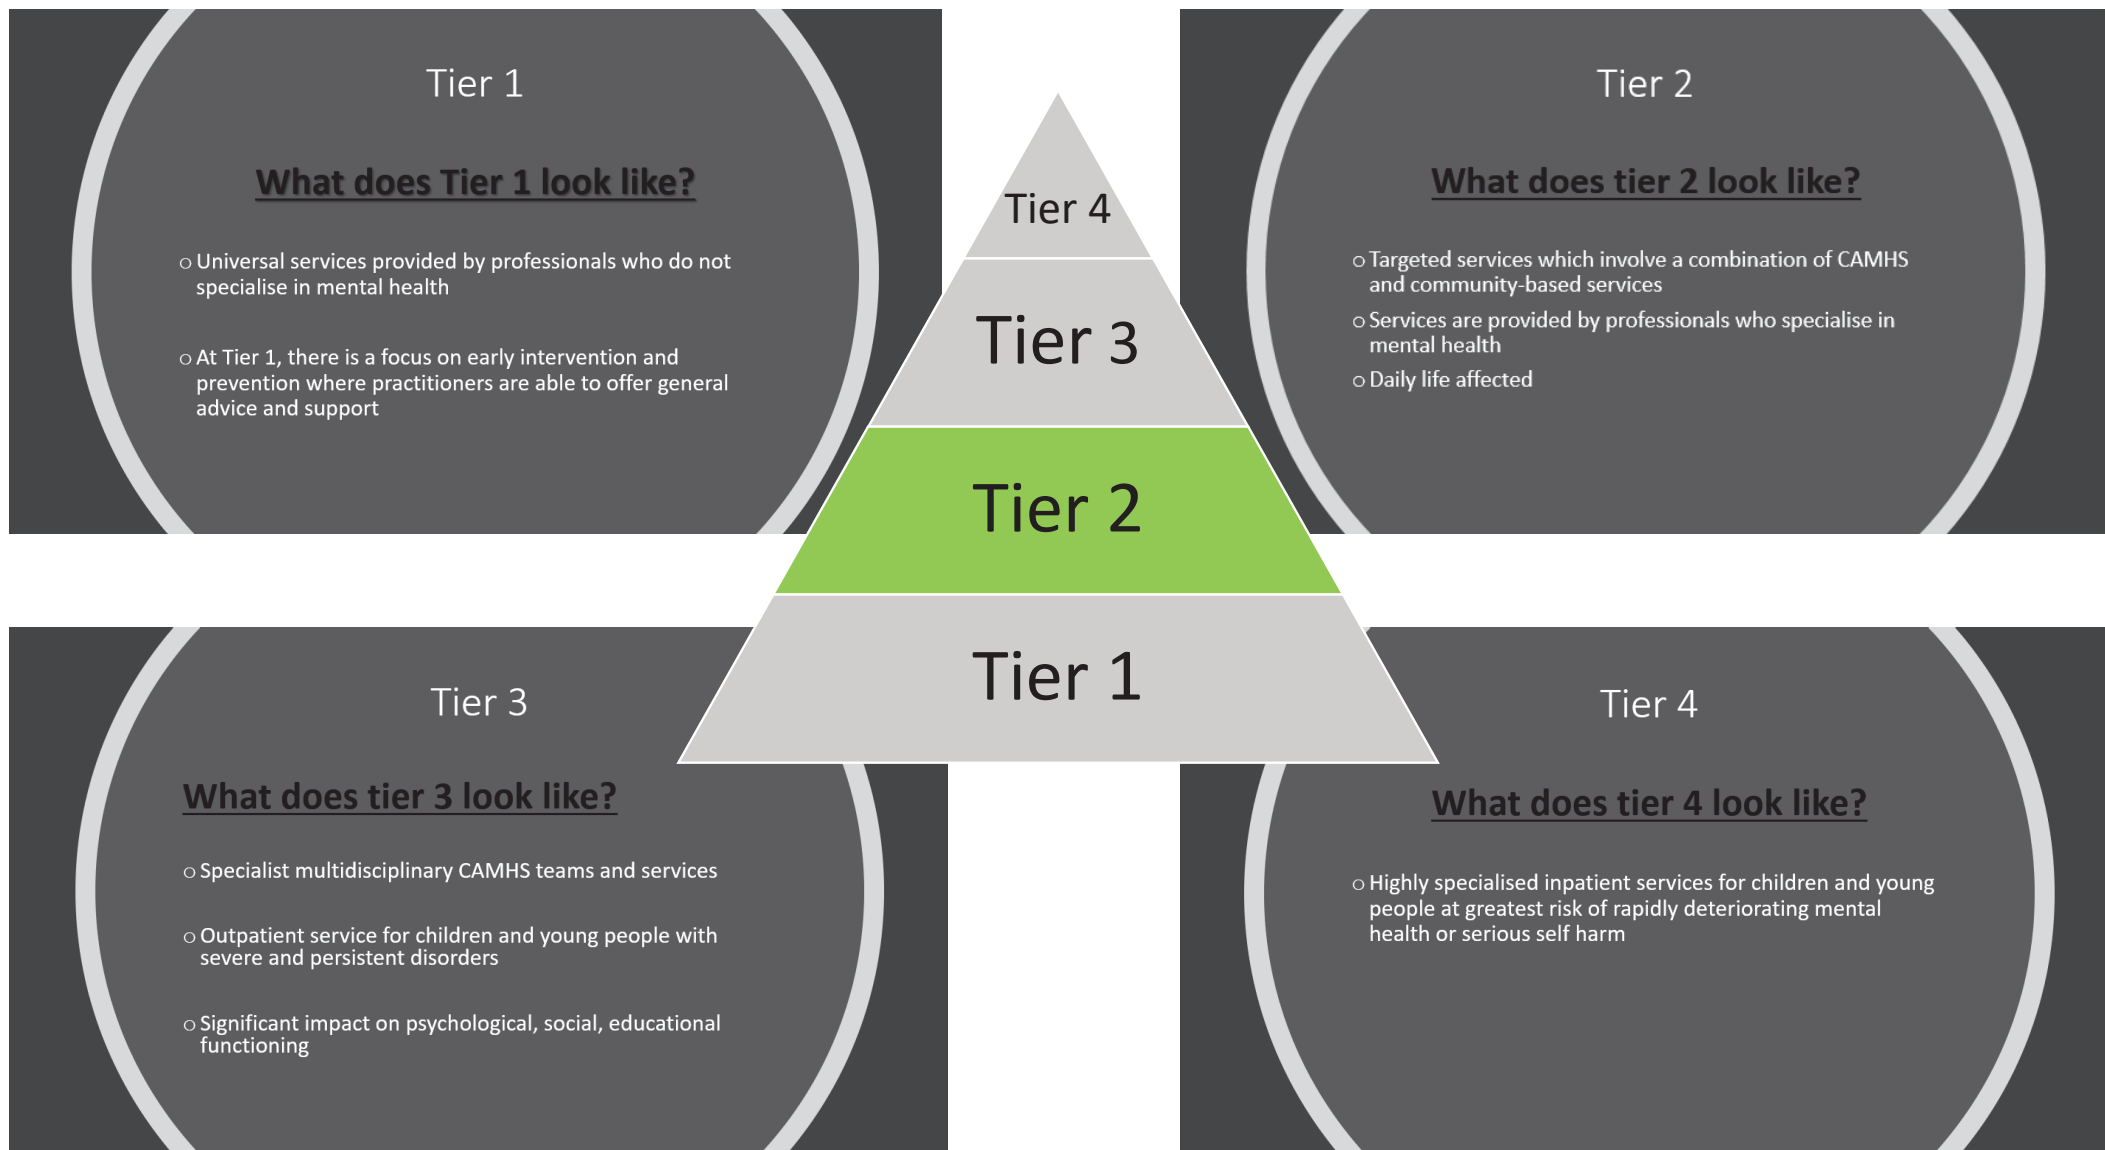 Tier 1
What does Tier 1 look like?
○ Universal services provided by professionals who do not
specialise in mental health
○ At Tier 1, there is a focus on early intervention and
prevention where practitioners are able to offer general
advice and support
Tier 2
What does tier 2 look like?
○ Targeted services which involve a combination of CAMHS
and community-based services
○ Services are provided by professionals who specialise in
mental health
○ Daily life affected
Tier 4
Tier 3
Tier 2
Tier 1
Tier 3
What does tier 3 look like?
○ Specialist multidisciplinary CAMHS teams and services
○ Outpatient service for children and young people with
severe and persistent disorders
○ Significant impact on psychological, social, educational
functioning
Tier 4
What does tier 4 look like?
○ Highly specialised inpatient services for children and young
people at greatest risk of rapidly deteriorating mental
health or serious self harm